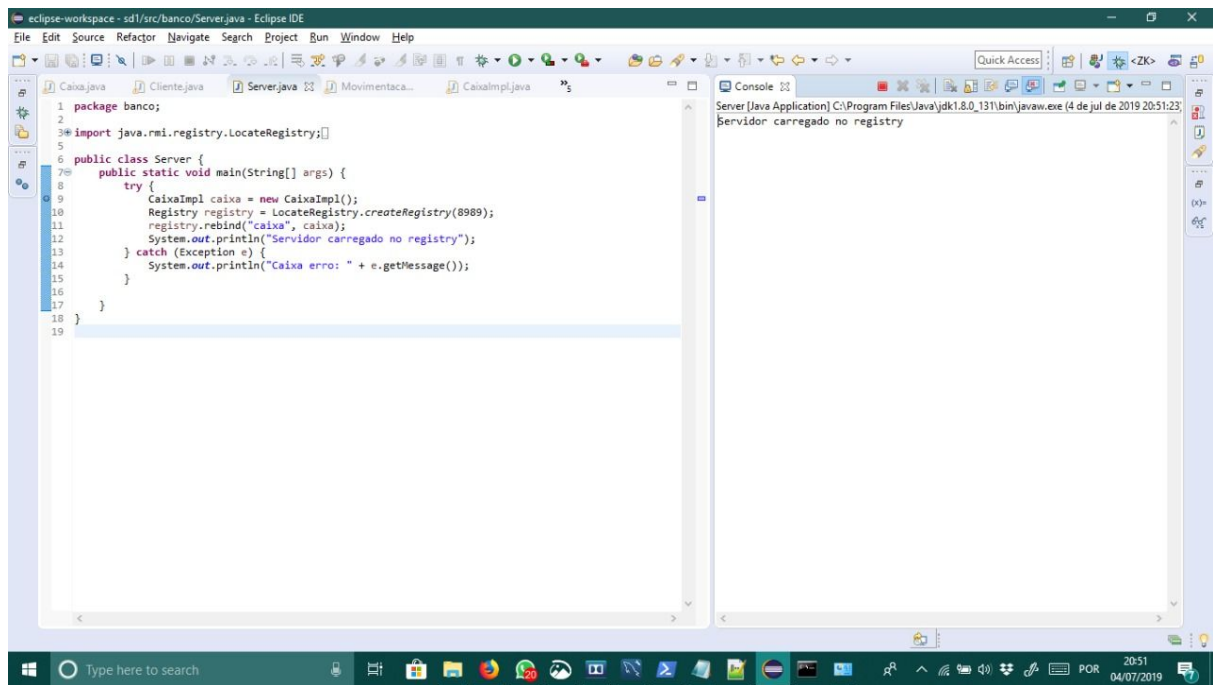 eclipse-workspace - sd1/src/banco/Server.java - Eclipse IDE
File Edit Source Refactor Navigate Search Project Run Window Help
Quick Access
<ZK>
Caixa.java Cliente.java Server.java Movimentaca... CaixaImpl.java »5
Console
Server [Java Application] C:\Program Files\Java\jdk1.8.0_131\bin\javaw.exe (4 de jul de 2019 20:51:23)
Servidor carregado no registry
1 package banco;
2
3 import java.rmi.registry.LocateRegistry;
5
6 public class Server {
7 public static void main(String[] args) {
8 try {
9 CaixaImpl caixa = new CaixaImpl();
10 Registry registry = LocateRegistry.createRegistry(8989);
11 registry.rebind("caixa", caixa);
12 System.out.println("Servidor carregado no registry");
13 } catch (Exception e) {
14 System.out.println("Caixa erro: " + e.getMessage());
15 }
16
17 }
18 }
19
Type here to search
POR
20:51
04/07/2019